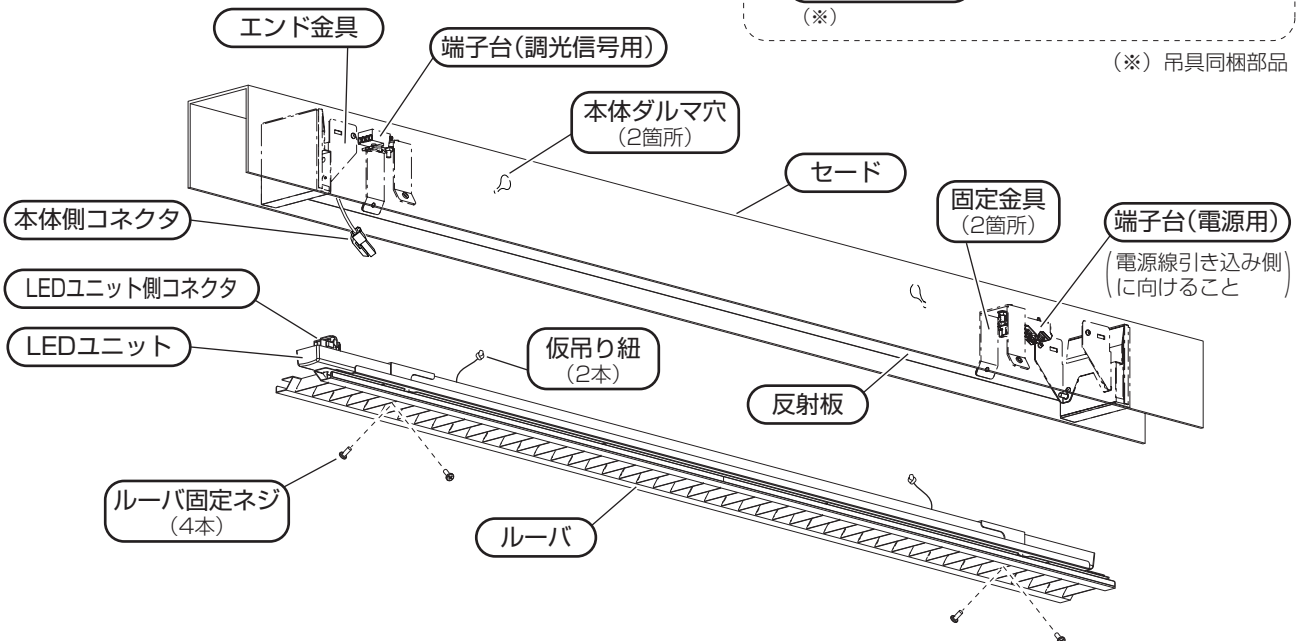 （※）
（※）吊具同梱部品
エンド金具
端子台（調光信号用）
本体ダルマ穴
（2箇所）
セード
固定金具
（2箇所）
端子台（電源用）
（電源線引き込み側
に向けること）
本体側コネクタ
LEDユニット側コネクタ
LEDユニット
仮吊り紐
（2本）
反射板
ルーバ固定ネジ
（4本）
ルーバ